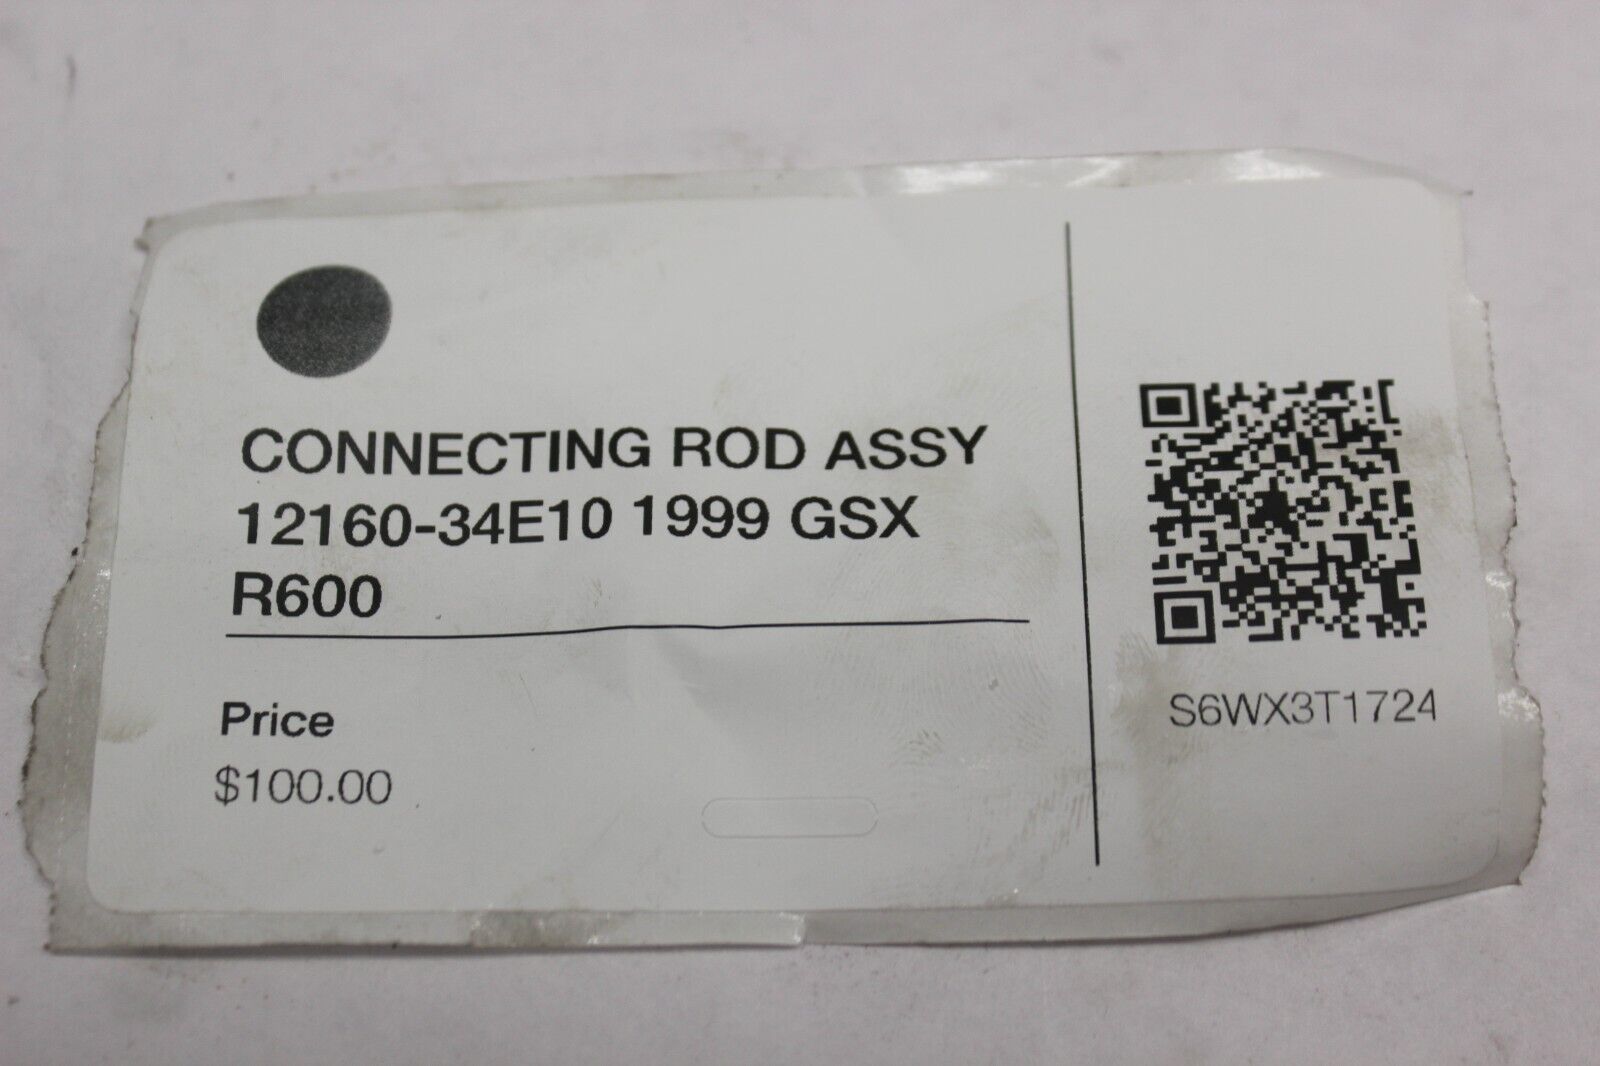 CONNECTING ROD ASSY
12160-34E10 1999 GSX
R600
Price
$100.00
S6WX3T1724